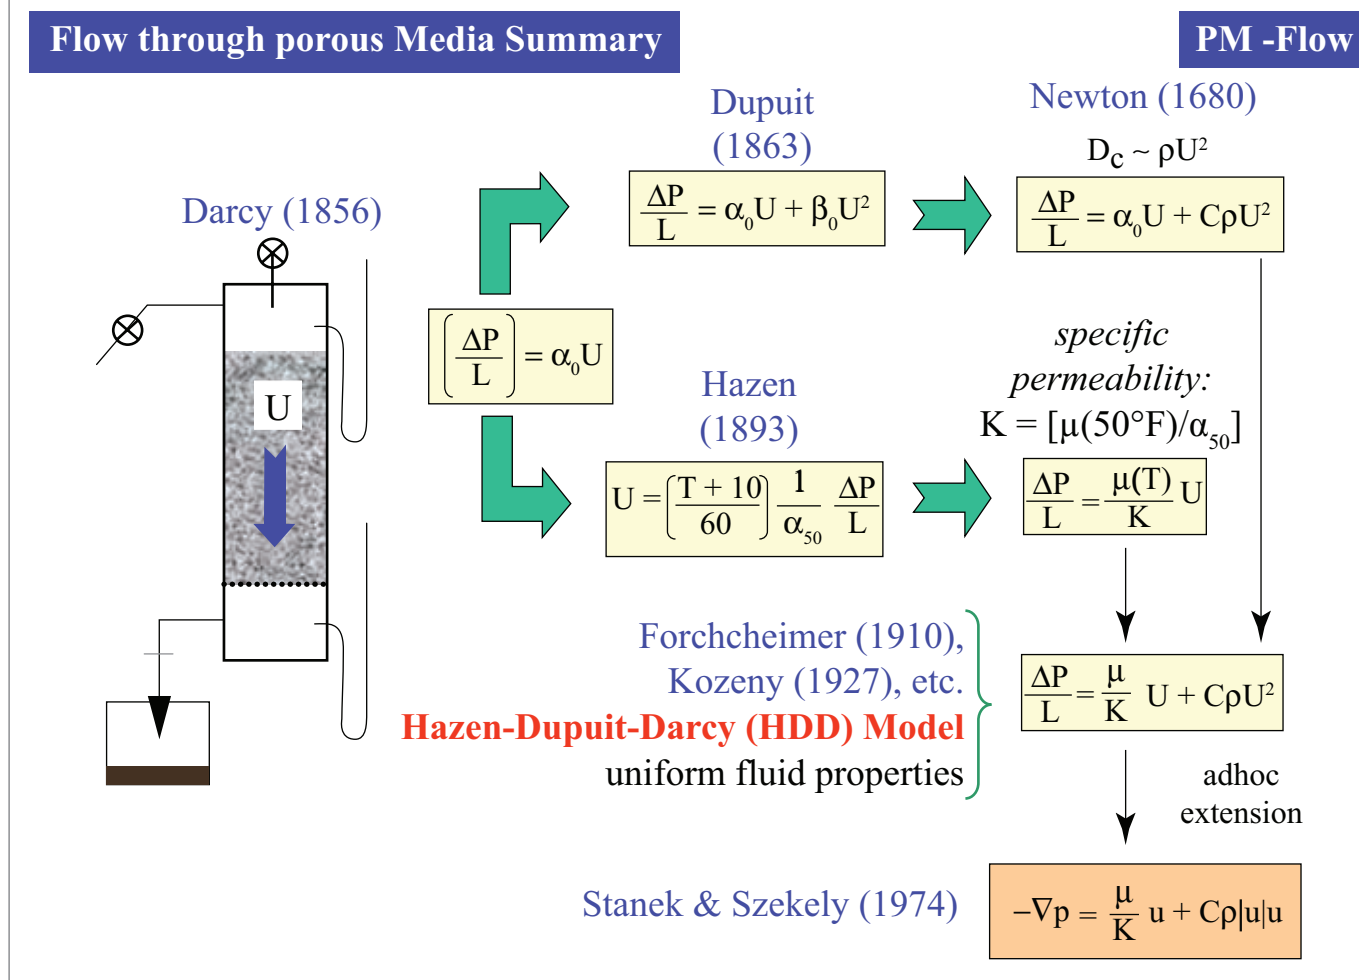 Flow through porous Media Summary
PM -Flow
Dupuit
(1863)
ΔP/L = α₀U + β₀U²
Newton (1680)
D_C ~ ρU²
ΔP/L = α₀U + CρU²
Darcy (1856)
U
(ΔP/L) = α₀U
Hazen
(1893)
U = ((T + 10)/60) 1/α₅₀ ΔP/L
specific
permeability:
K = [μ(50°F)/α₅₀]
ΔP/L = μ(T)/K U
Forchcheimer (1910),
Kozeny (1927), etc.
Hazen-Dupuit-Darcy (HDD) Model
uniform fluid properties
ΔP/L = μ/K U + CρU²
adhoc
extension
Stanek & Szekely (1974)
−∇p = μ/K u + Cρ|u|u